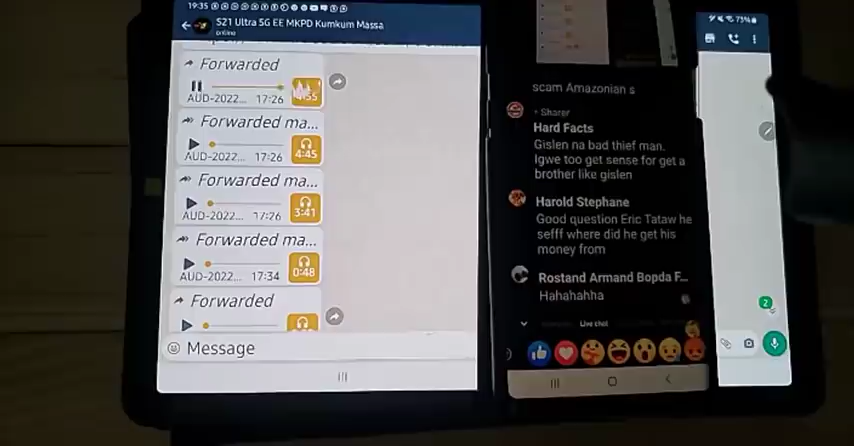 19:35
S21 Ultra 5G EE MKPD Kumkum Massa
online
Forwarded
AUD-2022... 17:26
Forwarded ma...
4:45
AUD-2022... 17:26
Forwarded ma...
3:41
AUD-2022... 17:26
Forwarded ma...
0:48
AUD-2022... 17:34
Forwarded
Message
scam Amazonian s
+ Sharer
Hard Facts
Gislen na bad thief man.
Igwe too get sense for get a
brother like gislen
Harold Stephane
Good question Eric Tataw he
selff where did he get his
money from
Rostand Armand Bopda F...
Hahahahha
Live chat
75%
2